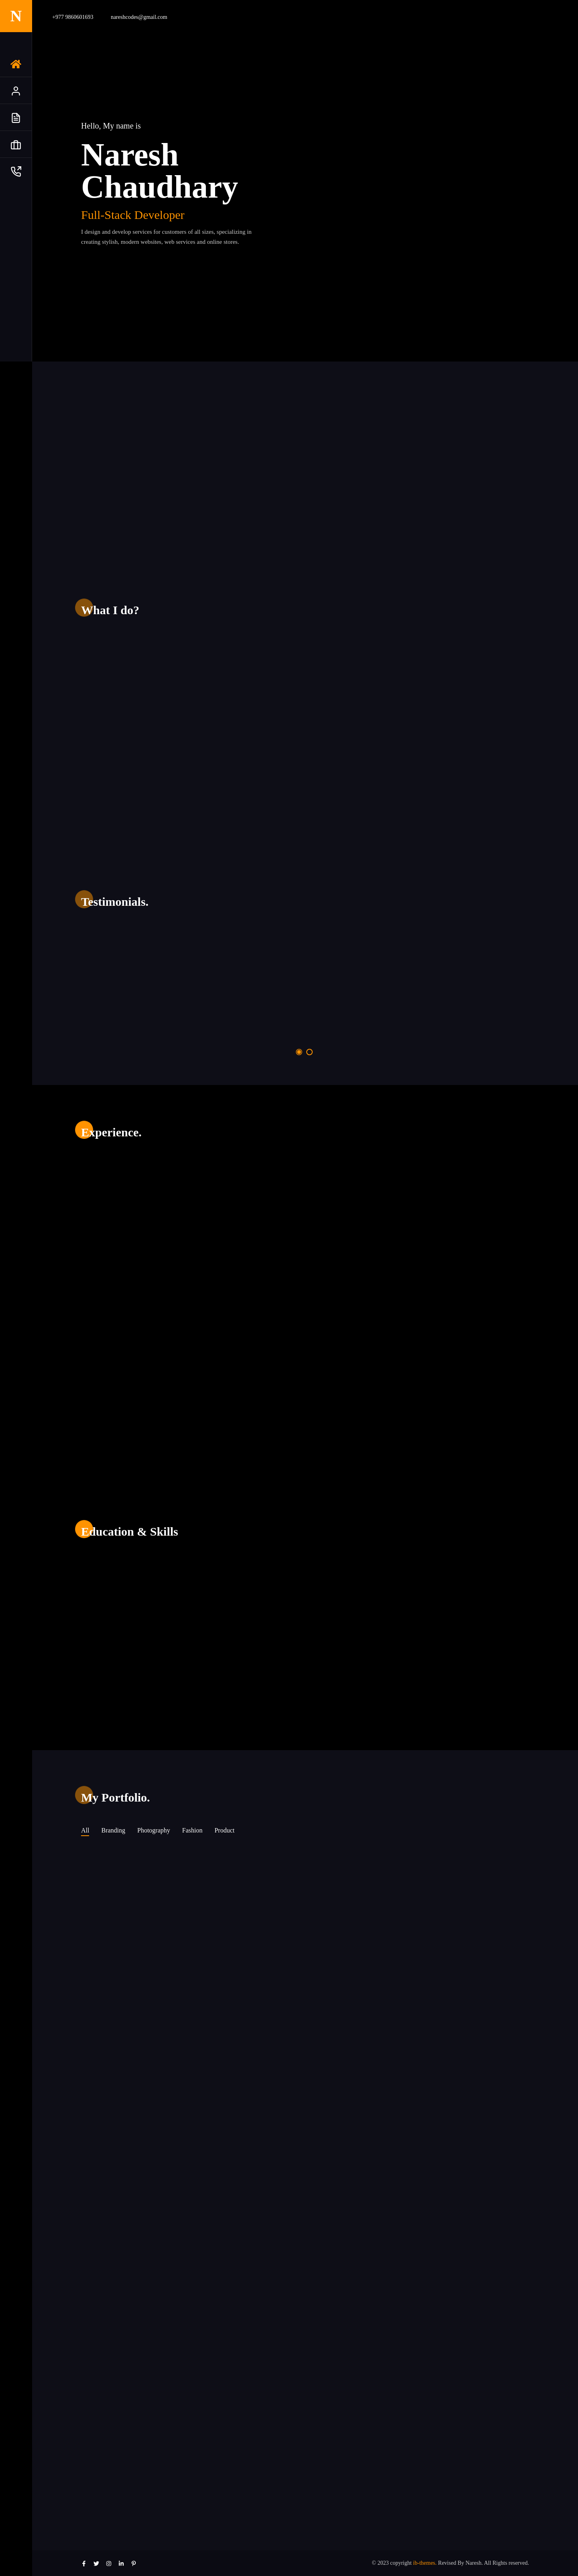 N
+977 9860601693 nareshcodes@gmail.com
Hello, My name is
Naresh
Chaudhary
Full-Stack Developer
I design and develop services for customers of all sizes, specializing in
creating stylish, modern websites, web services and online stores.
What I do?
Testimonials.
Experience.
Education & Skills
My Portfolio.
All Branding Photography Fashion Product
© 2023 copyright ib-themes. Revised By Naresh. All Rights reserved.